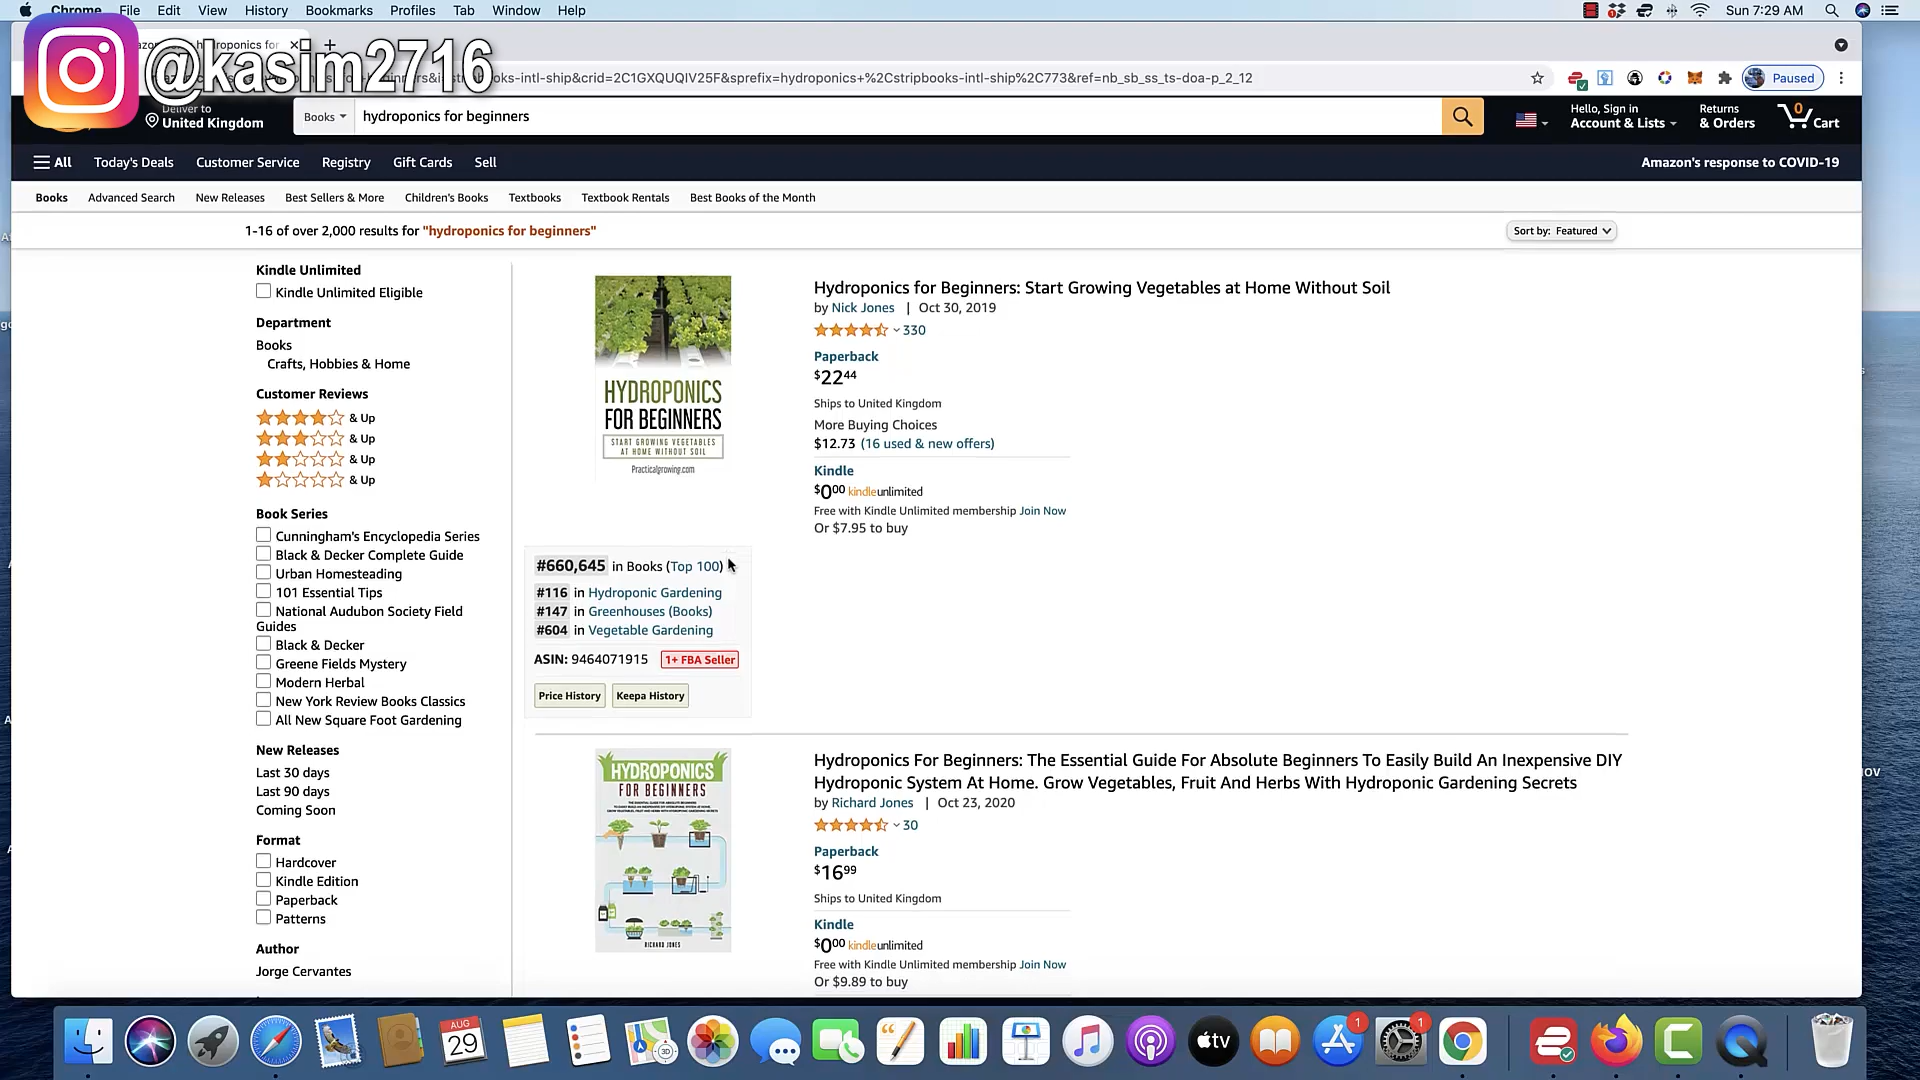 Chrome File Edit View History Bookmarks Profiles Tab Window Help
Sun 7:29 AM
@kasim2716
hydroponics for
books-intl-ship&crid=2C1GXQUQIV25F&sprefix=hydroponics+%2Cstripbooks-intl-ship%2C773&ref=nb_sb_ss_ts-doa-p_2_12
Paused
Deliver to
United Kingdom
Books
hydroponics for beginners
Hello, Sign in
Account & Lists
Returns
& Orders
0
Cart
All Today's Deals Customer Service Registry Gift Cards Sell
Amazon's response to COVID-19
Books Advanced Search New Releases Best Sellers & More Children's Books Textbooks Textbook Rentals Best Books of the Month
1-16 of over 2,000 results for "hydroponics for beginners"
Sort by: Featured
Kindle Unlimited
Kindle Unlimited Eligible
Department
Books
Crafts, Hobbies & Home
Customer Reviews
& Up
& Up
& Up
& Up
Book Series
Cunningham's Encyclopedia Series
Black & Decker Complete Guide
Urban Homesteading
101 Essential Tips
National Audubon Society Field
Guides
Black & Decker
Greene Fields Mystery
Modern Herbal
New York Review Books Classics
All New Square Foot Gardening
New Releases
Last 30 days
Last 90 days
Coming Soon
Format
Hardcover
Kindle Edition
Paperback
Patterns
Author
Jorge Cervantes
HYDROPONICS
FOR BEGINNERS
START GROWING VEGETABLES
AT HOME WITHOUT SOIL
Practicalgrowing.com
Hydroponics for Beginners: Start Growing Vegetables at Home Without Soil
by Nick Jones | Oct 30, 2019
330
Paperback
$22 44
Ships to United Kingdom
More Buying Choices
$12.73 (16 used & new offers)
Kindle
$0 00 kindleunlimited
Free with Kindle Unlimited membership Join Now
Or $7.95 to buy
#660,645 in Books (Top 100)
#116 in Hydroponic Gardening
#147 in Greenhouses (Books)
#604 in Vegetable Gardening
ASIN: 9464071915 1+ FBA Seller
Price History Keepa History
HYDROPONICS
FOR BEGINNERS
RICHARD JONES
Hydroponics For Beginners: The Essential Guide For Absolute Beginners To Easily Build An Inexpensive DIY
Hydroponic System At Home. Grow Vegetables, Fruit And Herbs With Hydroponic Gardening Secrets
by Richard Jones | Oct 23, 2020
30
Paperback
$16 99
Ships to United Kingdom
Kindle
$0 00 kindleunlimited
Free with Kindle Unlimited membership Join Now
Or $9.89 to buy
AUG
29
3D
tv
1
1